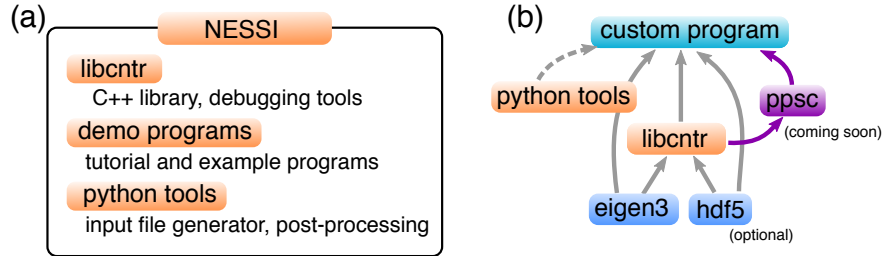 (a)
NESSI
libcntr
C++ library, debugging tools
demo programs
tutorial and example programs
python tools
input file generator, post-processing
(b)
custom program
python tools
ppsc
(coming soon)
libcntr
eigen3
hdf5
(optional)